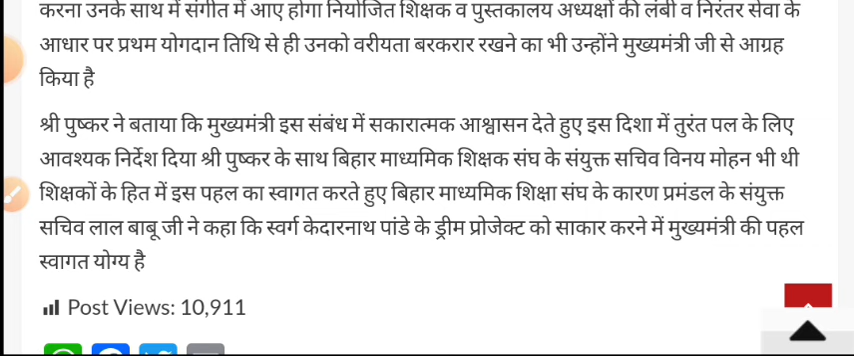 करना उनके साथ में संगीत में आए होगा नियोजित शिक्षक व पुस्तकालय अध्यक्षों की लंबी व निरंतर सेवा के
आधार पर प्रथम योगदान तिथि से ही उनको वरीयता बरकरार रखने का भी उन्होंने मुख्यमंत्री जी से आग्रह
किया है
श्री पुष्कर ने बताया कि मुख्यमंत्री इस संबंध में सकारात्मक आश्वासन देते हुए इस दिशा में तुरंत पल के लिए
आवश्यक निर्देश दिया श्री पुष्कर के साथ बिहार माध्यमिक शिक्षक संघ के संयुक्त सचिव विनय मोहन भी थी
शिक्षकों के हित में इस पहल का स्वागत करते हुए बिहार माध्यमिक शिक्षा संघ के कारण प्रमंडल के संयुक्त
सचिव लाल बाबू जी ने कहा कि स्वर्ग केदारनाथ पांडे के ड्रीम प्रोजेक्ट को साकार करने में मुख्यमंत्री की पहल
स्वागत योग्य है
Post Views: 10,911